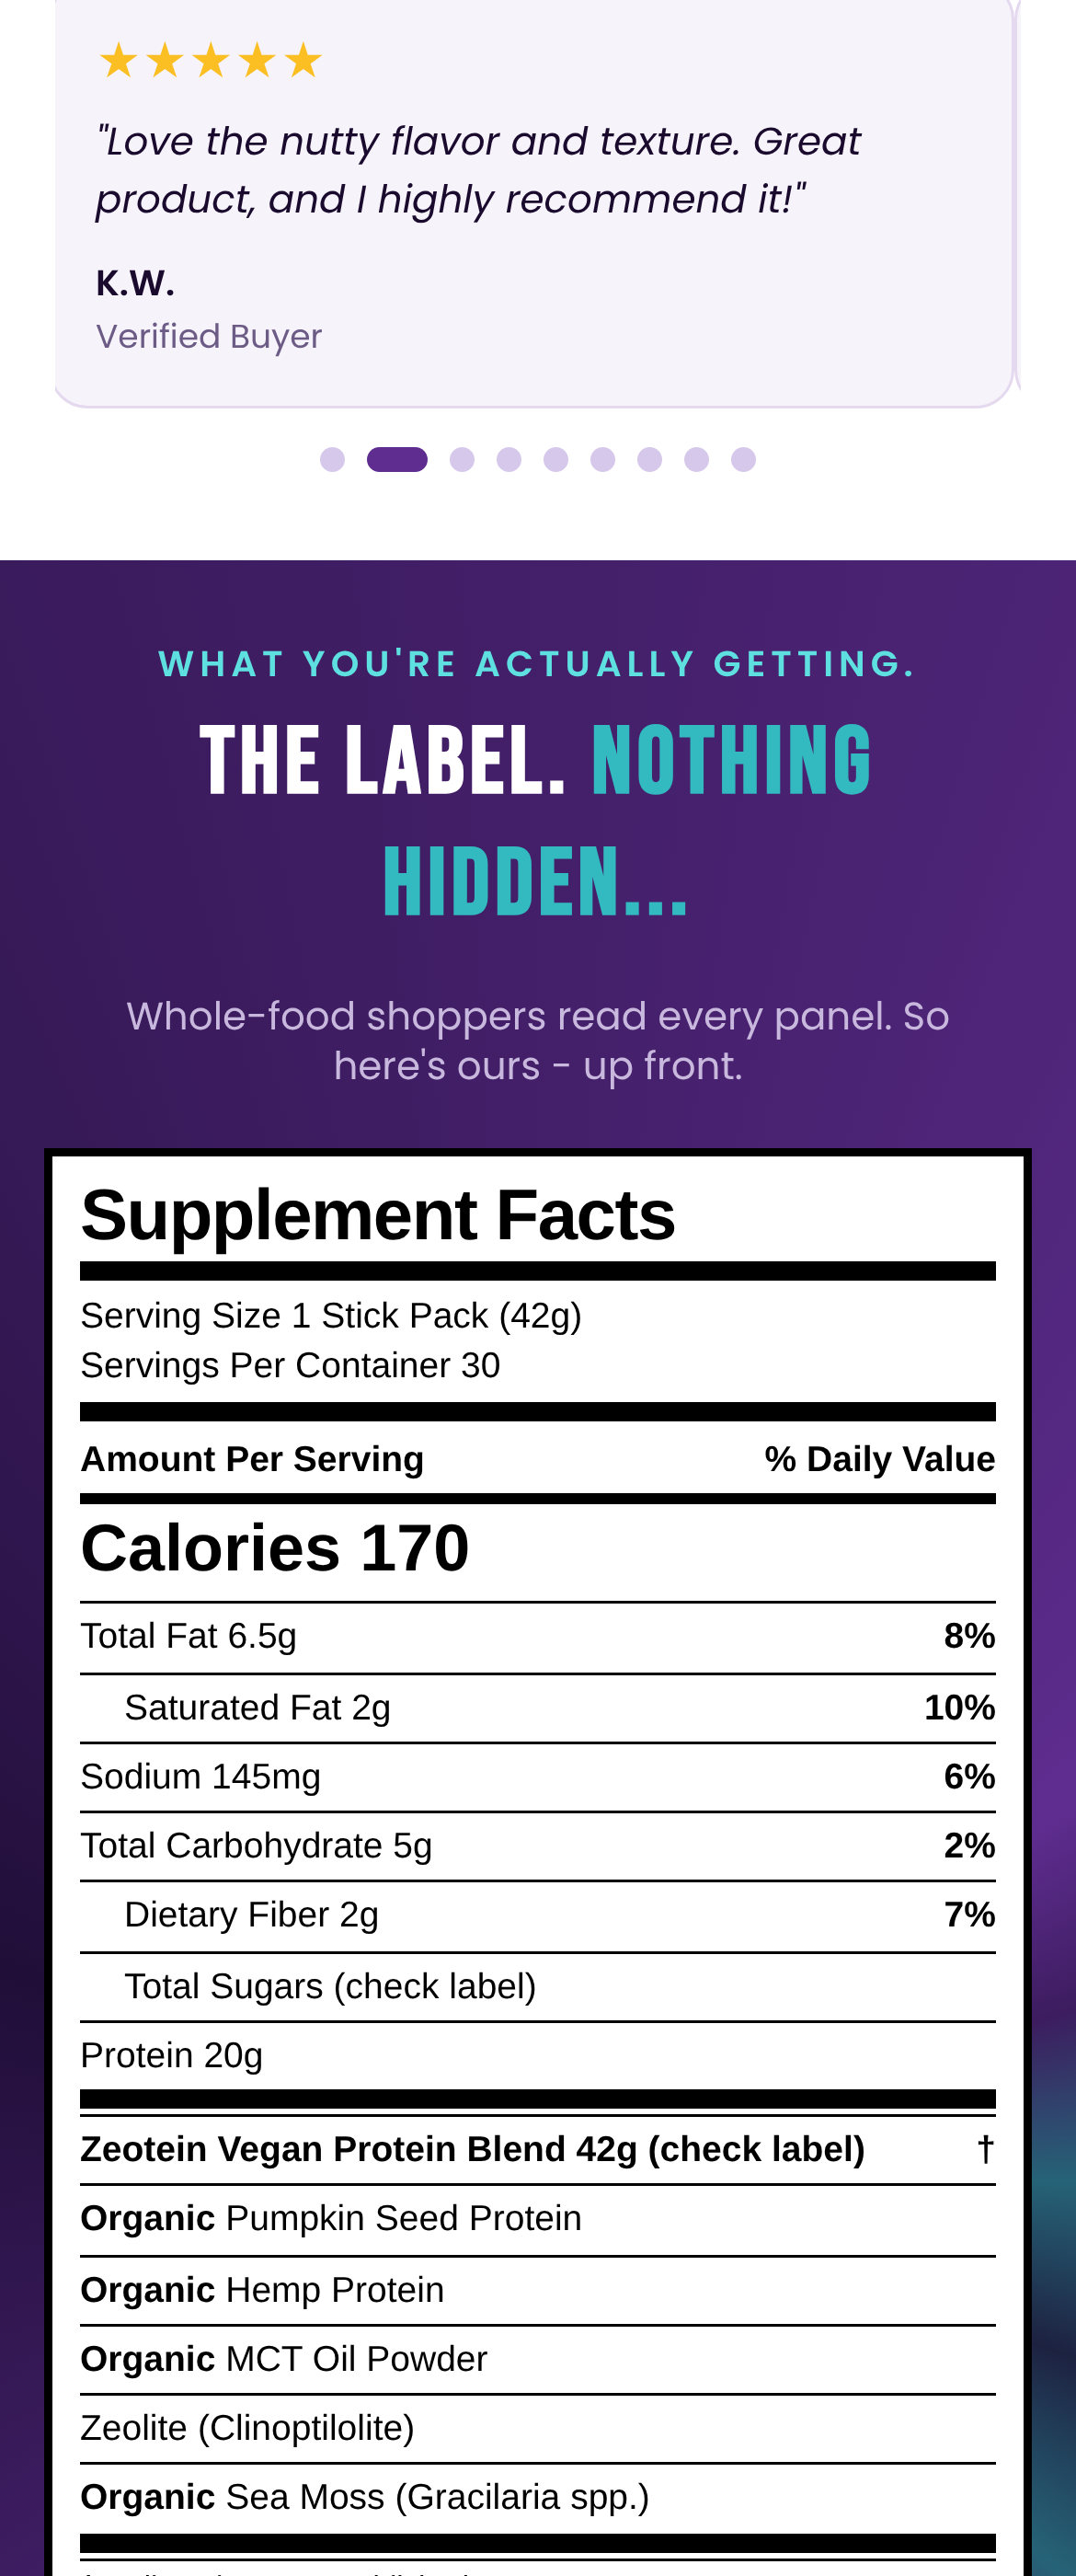 "Love the nutty flavor and texture. Great
product, and I highly recommend it!"
K.W.
Verified Buyer
WHAT YOU'RE ACTUALLY GETTING.
THE LABEL. NOTHING
HIDDEN...
Whole-food shoppers read every panel. So
here's ours - up front.
Supplement Facts
Serving Size 1 Stick Pack (42g)
Servings Per Container 30
Amount Per Serving % Daily Value
Calories 170
Total Fat 6.5g 8%
Saturated Fat 2g 10%
Sodium 145mg 6%
Total Carbohydrate 5g 2%
Dietary Fiber 2g 7%
Total Sugars (check label)
Protein 20g
Zeotein Vegan Protein Blend 42g (check label) †
Organic Pumpkin Seed Protein
Organic Hemp Protein
Organic MCT Oil Powder
Zeolite (Clinoptilolite)
Organic Sea Moss (Gracilaria spp.)